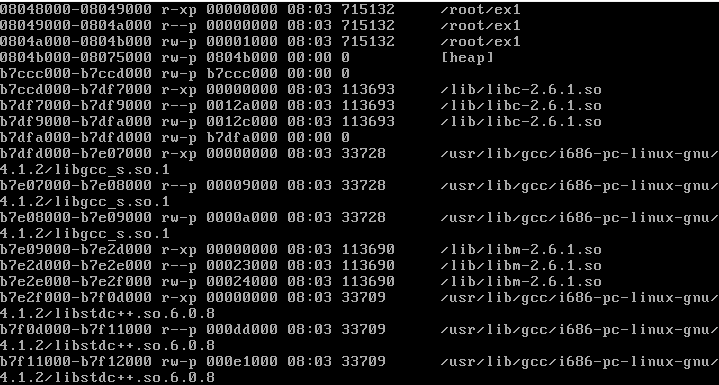 08048000-08049000 r-xp 00000000 08:03 715132     /root/ex1
08049000-0804a000 r--p 00000000 08:03 715132     /root/ex1
0804a000-0804b000 rw-p 00001000 08:03 715132     /root/ex1
0804b000-08075000 rw-p 0804b000 00:00 0          [heap]
b7ccc000-b7ccd000 rw-p b7ccc000 00:00 0
b7ccd000-b7df7000 r-xp 00000000 08:03 113693     /lib/libc-2.6.1.so
b7df7000-b7df9000 r--p 0012a000 08:03 113693     /lib/libc-2.6.1.so
b7df9000-b7dfa000 rw-p 0012c000 08:03 113693     /lib/libc-2.6.1.so
b7dfa000-b7dfd000 rw-p b7dfa000 00:00 0
b7dfd000-b7e07000 r-xp 00000000 08:03 33728      /usr/lib/gcc/i686-pc-linux-gnu/
4.1.2/libgcc_s.so.1
b7e07000-b7e08000 r--p 00009000 08:03 33728      /usr/lib/gcc/i686-pc-linux-gnu/
4.1.2/libgcc_s.so.1
b7e08000-b7e09000 rw-p 0000a000 08:03 33728      /usr/lib/gcc/i686-pc-linux-gnu/
4.1.2/libgcc_s.so.1
b7e09000-b7e2d000 r-xp 00000000 08:03 113690     /lib/libm-2.6.1.so
b7e2d000-b7e2e000 r--p 00023000 08:03 113690     /lib/libm-2.6.1.so
b7e2e000-b7e2f000 rw-p 00024000 08:03 113690     /lib/libm-2.6.1.so
b7e2f000-b7f0d000 r-xp 00000000 08:03 33709      /usr/lib/gcc/i686-pc-linux-gnu/
4.1.2/libstdc++.so.6.0.8
b7f0d000-b7f11000 r--p 000dd000 08:03 33709      /usr/lib/gcc/i686-pc-linux-gnu/
4.1.2/libstdc++.so.6.0.8
b7f11000-b7f12000 rw-p 000e1000 08:03 33709      /usr/lib/gcc/i686-pc-linux-gnu/
4.1.2/libstdc++.so.6.0.8